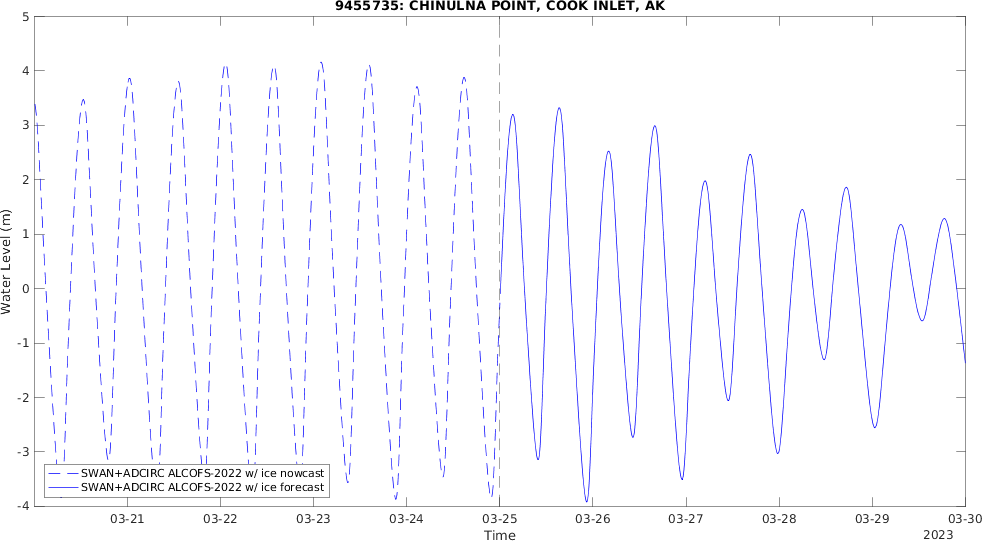 9455735: CHINULNA POINT, COOK INLET, AK
5
4
3
2
1
0
-1
-2
-3
-4
Water Level (m)
SWAN+ADCIRC ALCOFS-2022 w/ ice nowcast
SWAN+ADCIRC ALCOFS-2022 w/ ice forecast
03-21 03-22 03-23 03-24 03-25 03-26 03-27 03-28 03-29 03-30
Time
2023